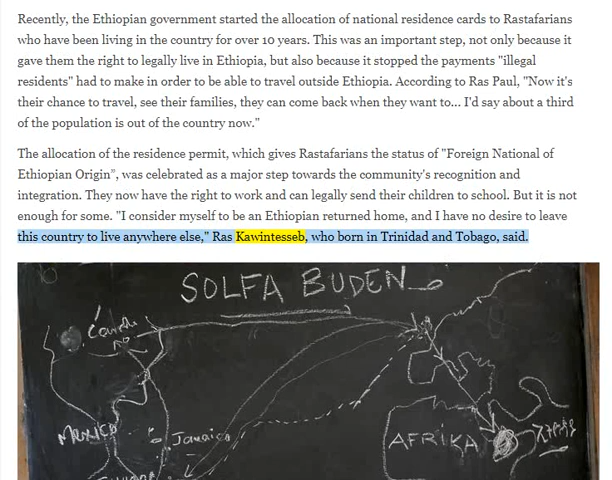 Recently, the Ethiopian government started the allocation of national residence cards to Rastafarians
who have been living in the country for over 10 years. This was an important step, not only because it
gave them the right to legally live in Ethiopia, but also because it stopped the payments "illegal
residents" had to make in order to be able to travel outside Ethiopia. According to Ras Paul, "Now it's
their chance to travel, see their families, they can come back when they want to... I'd say about a third
of the population is out of the country now."
The allocation of the residence permit, which gives Rastafarians the status of "Foreign National of
Ethiopian Origin", was celebrated as a major step towards the community's recognition and
integration. They now have the right to work and can legally send their children to school. But it is not
enough for some. "I consider myself to be an Ethiopian returned home, and I have no desire to leave
this country to live anywhere else," Ras Kawintesseb, who born in Trinidad and Tobago, said.
SOLFA BUDEN
Jamaica
AFRIKA